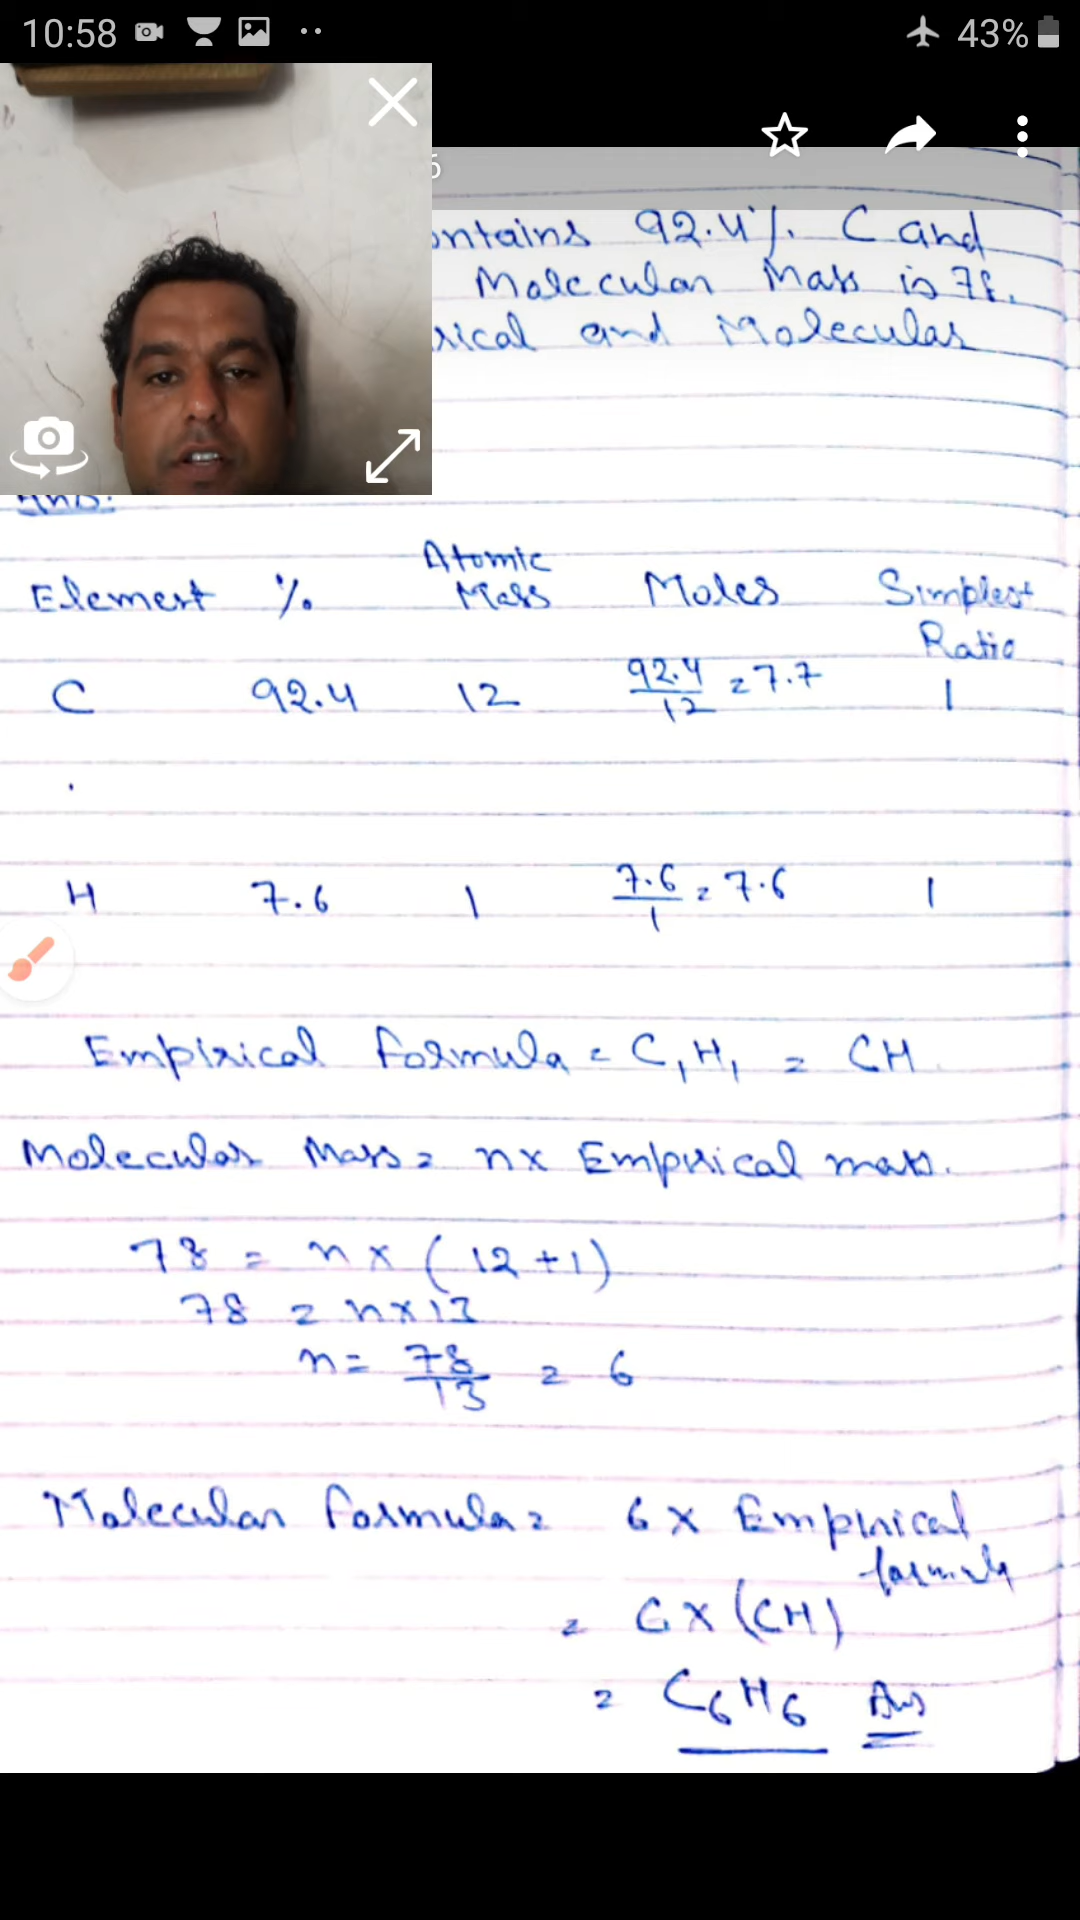 10:58
43%
6
ontains 92.4%. C and
Molecular Mass is 78.
rical and Molecular
Ans:
Element % Atomic Mass Moles Simplest Ratio
C 92.4 12 92.4/12 = 7.7 1
H 7.6 1 7.6/1 = 7.6 1
Empirical formula = C₁H₁ = CH
Molecular Mass = n× Empirical mass.
78 = n × (12 + 1)
78 = n×13
n = 78/13 = 6
Molecular formula = 6 × Empirical
formula
= 6 × (CH)
= C₆H₆ Ans